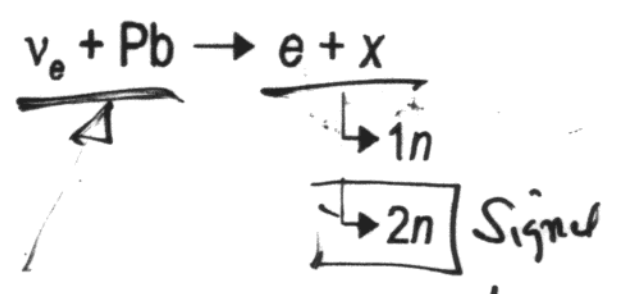 νe + Pb → e + x
→ 1n
→ 2n Signal